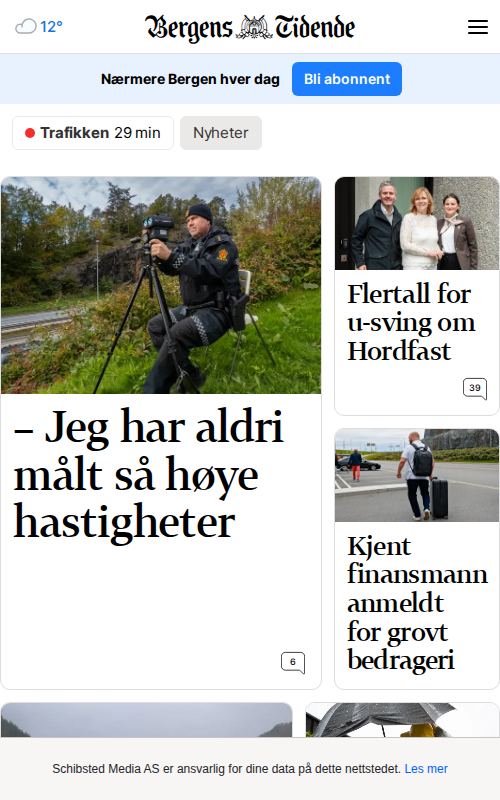 12°
Bergens Tidende
Nærmere Bergen hver dag
Bli abonnent
Trafikken 29 min
Nyheter
– Jeg har aldri
målt så høye
hastigheter
6
Flertall for
u-sving om
Hordfast
39
Kjent
finansmann
anmeldt
for grovt
bedrageri
Schibsted Media AS er ansvarlig for dine data på dette nettstedet. Les mer